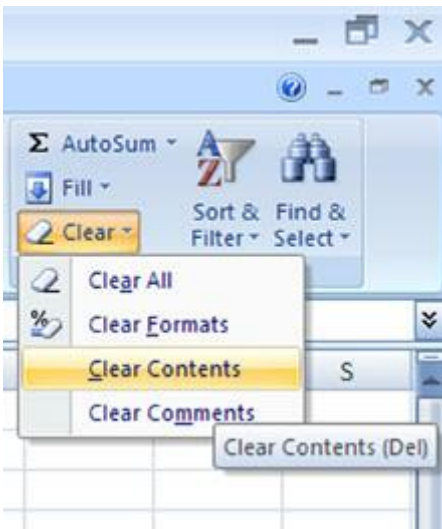 Σ AutoSum
Fill
Clear
Sort &
Filter
Find &
Select
Clear All
Clear Formats
Clear Contents
Clear Comments
Clear Contents (Del)
S